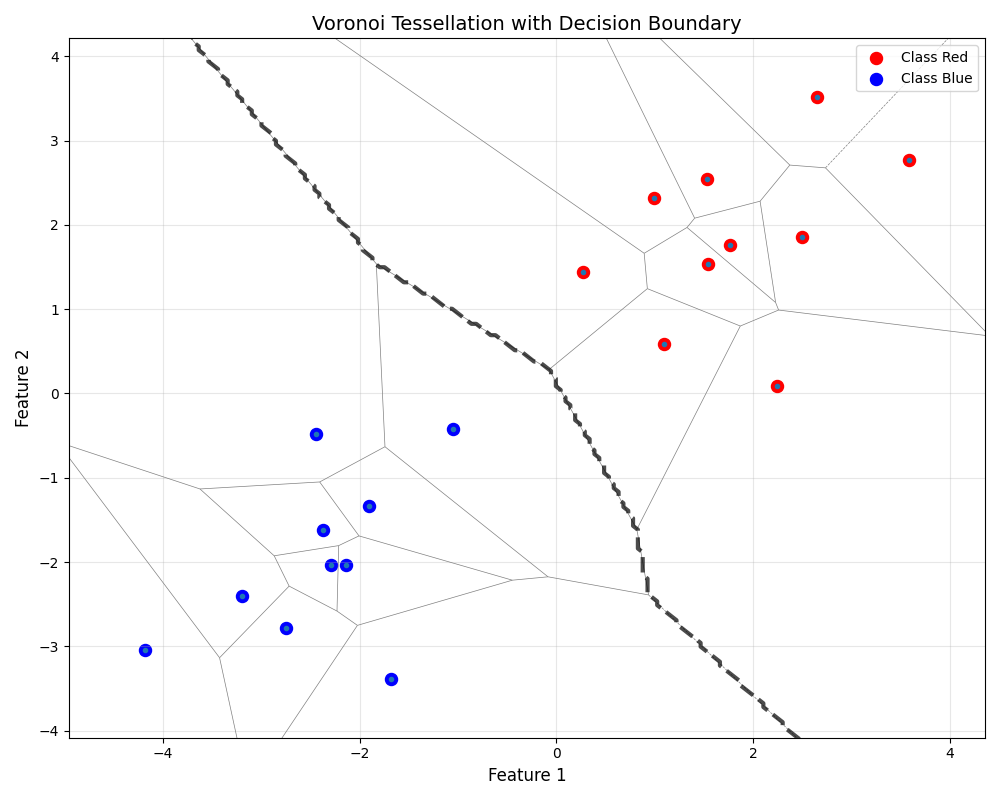 Voronoi Tessellation with Decision Boundary
Class Red
Class Blue
Feature 2
4
3
2
1
0
−1
−2
−3
−4
−4
−2
0
2
4
Feature 1